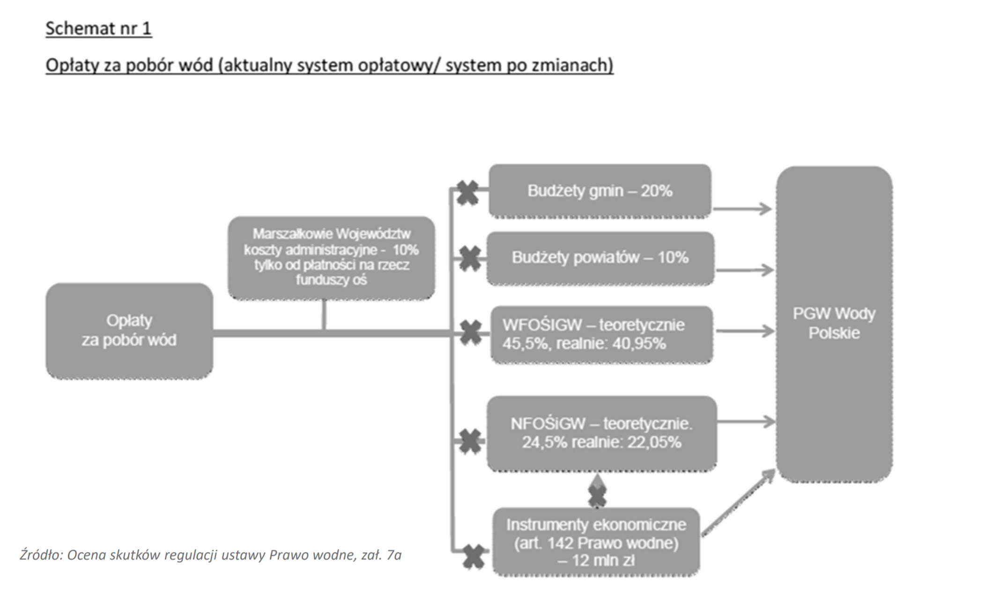 Schemat nr 1
Opłaty za pobór wód (aktualny system opłatowy/ system po zmianach)
Opłaty
za pobór wód
Marszałkowie Województw
koszty administracyjne - 10%
tylko od płatności na rzecz
funduszy oś
Budżety gmin – 20%
Budżety powiatów – 10%
WFOŚIGW – teoretycznie
45,5%, realnie: 40,95%
NFOŚiGW – teoretycznie.
24,5% realnie: 22,05%
Instrumenty ekonomiczne
(art. 142 Prawo wodne)
– 12 mln zł
PGW Wody
Polskie
Źródło: Ocena skutków regulacji ustawy Prawo wodne, zał. 7a